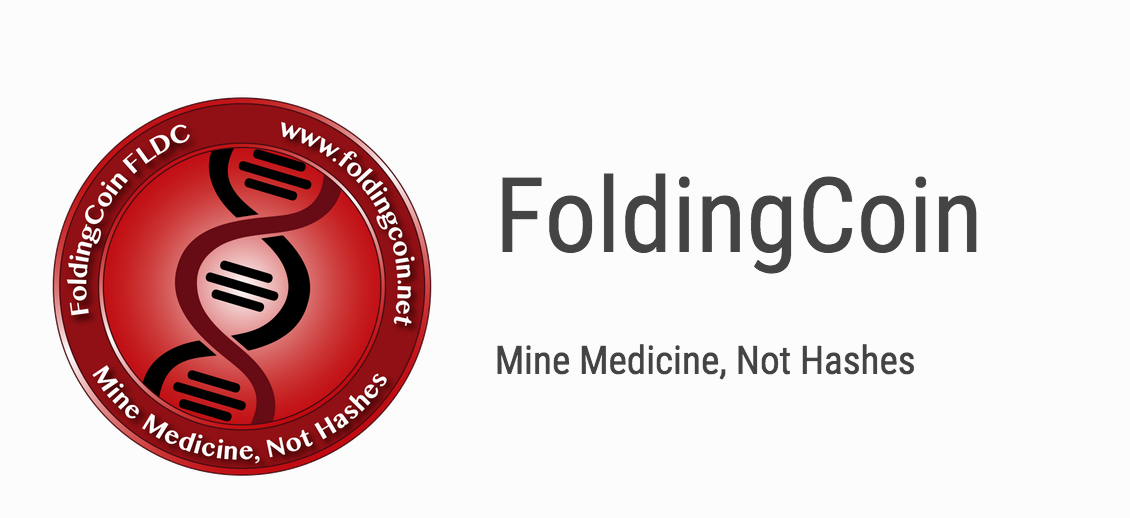 FoldingCoin FLDC
www.foldingcoin.net
Mine Medicine, Not Hashes
FoldingCoin
Mine Medicine, Not Hashes